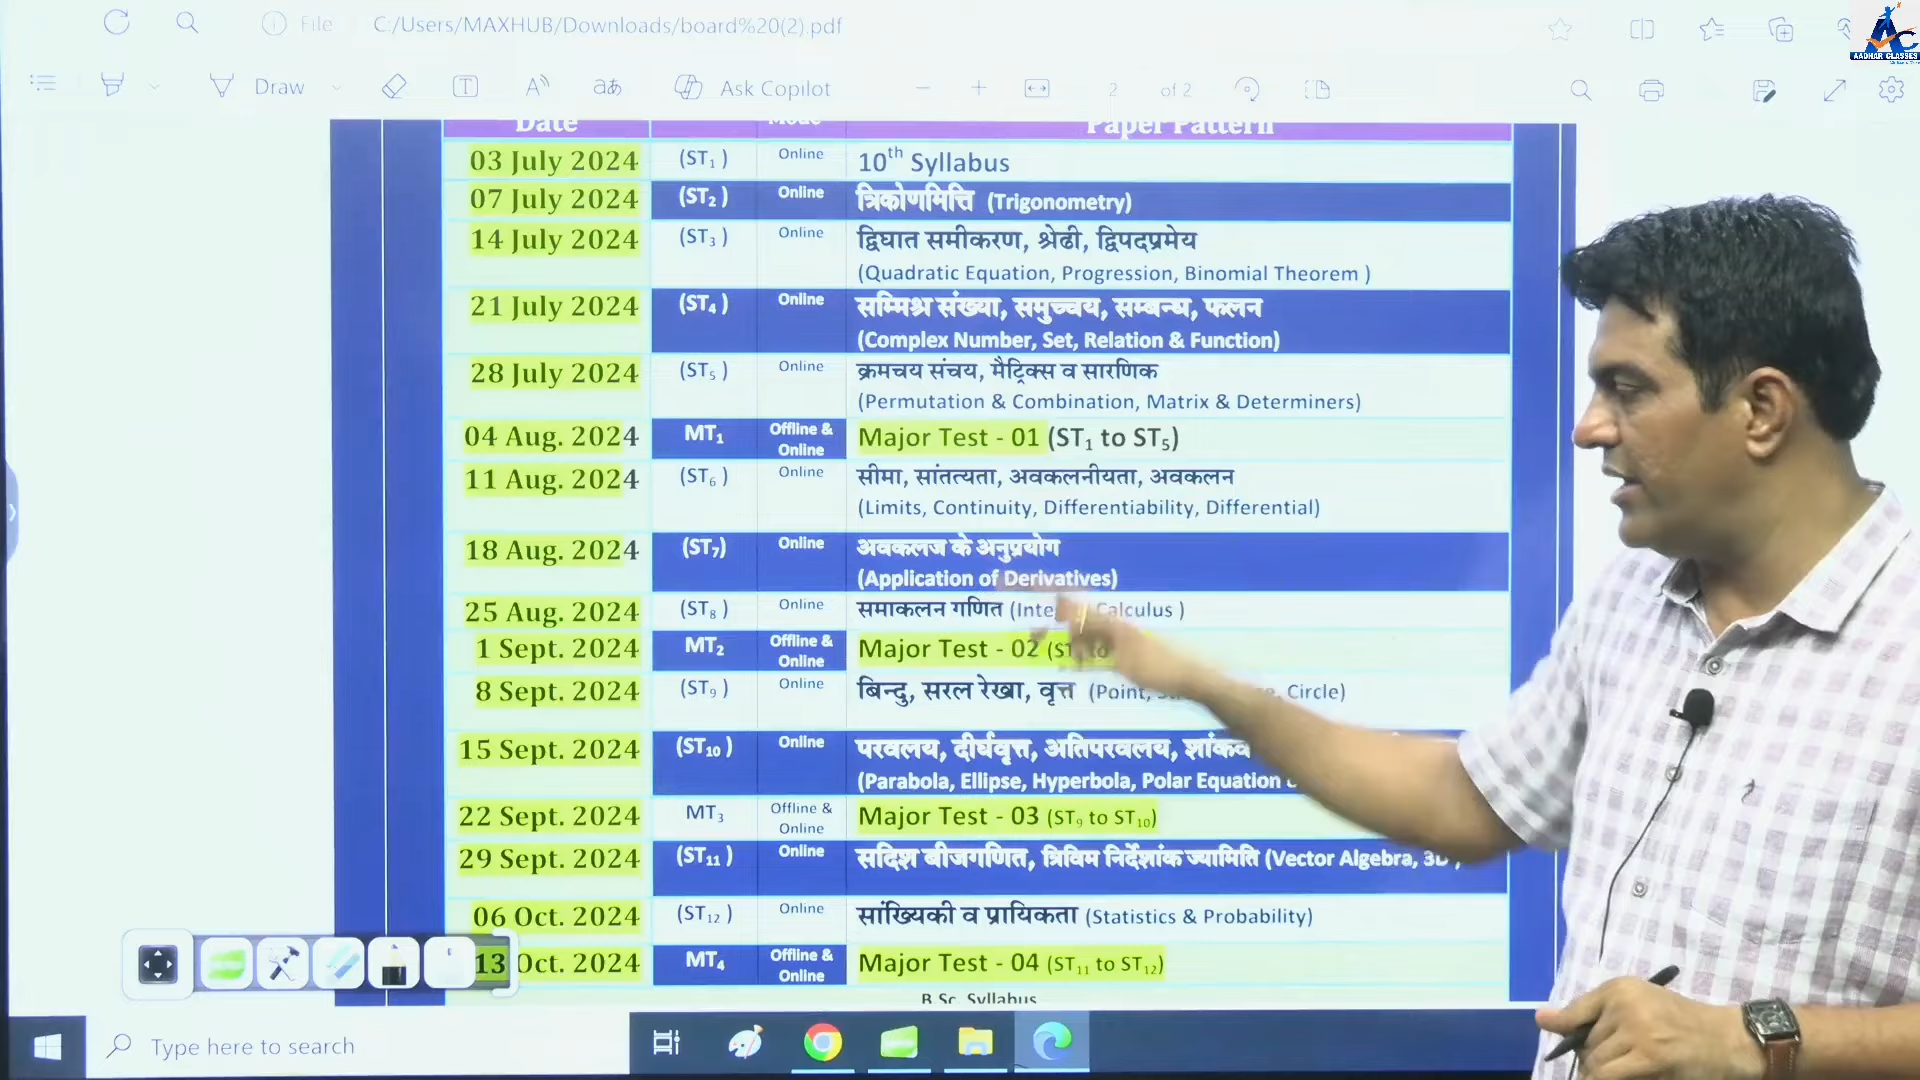 AADHAR CLASSES
File C:/Users/MAXHUB/Downloads/board%20(2).pdf
Draw Ask Copilot 2 of 2
Date Mode Paper Pattern
03 July 2024 (ST1) Online 10th Syllabus
07 July 2024 (ST2) Online त्रिकोणमित्ति (Trigonometry)
14 July 2024 (ST3) Online द्विघात समीकरण, श्रेढी, द्विपदप्रमेय
(Quadratic Equation, Progression, Binomial Theorem )
21 July 2024 (ST4) Online सम्मिश्र संख्या, समुच्चय, सम्बन्ध, फलन
(Complex Number, Set, Relation & Function)
28 July 2024 (ST5) Online क्रमचय संचय, मैट्रिक्स व सारणिक
(Permutation & Combination, Matrix & Determiners)
04 Aug. 2024 MT1 Offline & Online Major Test - 01 (ST1 to ST5)
11 Aug. 2024 (ST6) Online सीमा, सांतत्यता, अवकलनीयता, अवकलन
(Limits, Continuity, Differentiability, Differential)
18 Aug. 2024 (ST7) Online अवकलज के अनुप्रयोग
(Application of Derivatives)
25 Aug. 2024 (ST8) Online समाकलन गणित Calculus )
1 Sept. 2024 MT2 Offline & Online Major Test - 02
8 Sept. 2024 (ST9) Online बिन्दु, सरल रेखा, वृत्त (Point, Circle)
15 Sept. 2024 (ST10) Online परवलय, दीर्घवृत्त, अतिपरवलय,
(Parabola, Ellipse, Hyperbola, Polar Equation
22 Sept. 2024 MT3 Offline & Online Major Test - 03 (ST9 to ST10)
29 Sept. 2024 (ST11) Online सदिश बीजगणित, त्रिविम निर्देशांक ज्यामिति (Vector Algebra, 3D )
06 Oct. 2024 (ST12) Online सांख्यिकी व प्रायिकता (Statistics & Probability)
13 Oct. 2024 MT4 Offline & Online Major Test - 04 (ST11 to ST12)
B.Sc. Syllabus
Type here to search